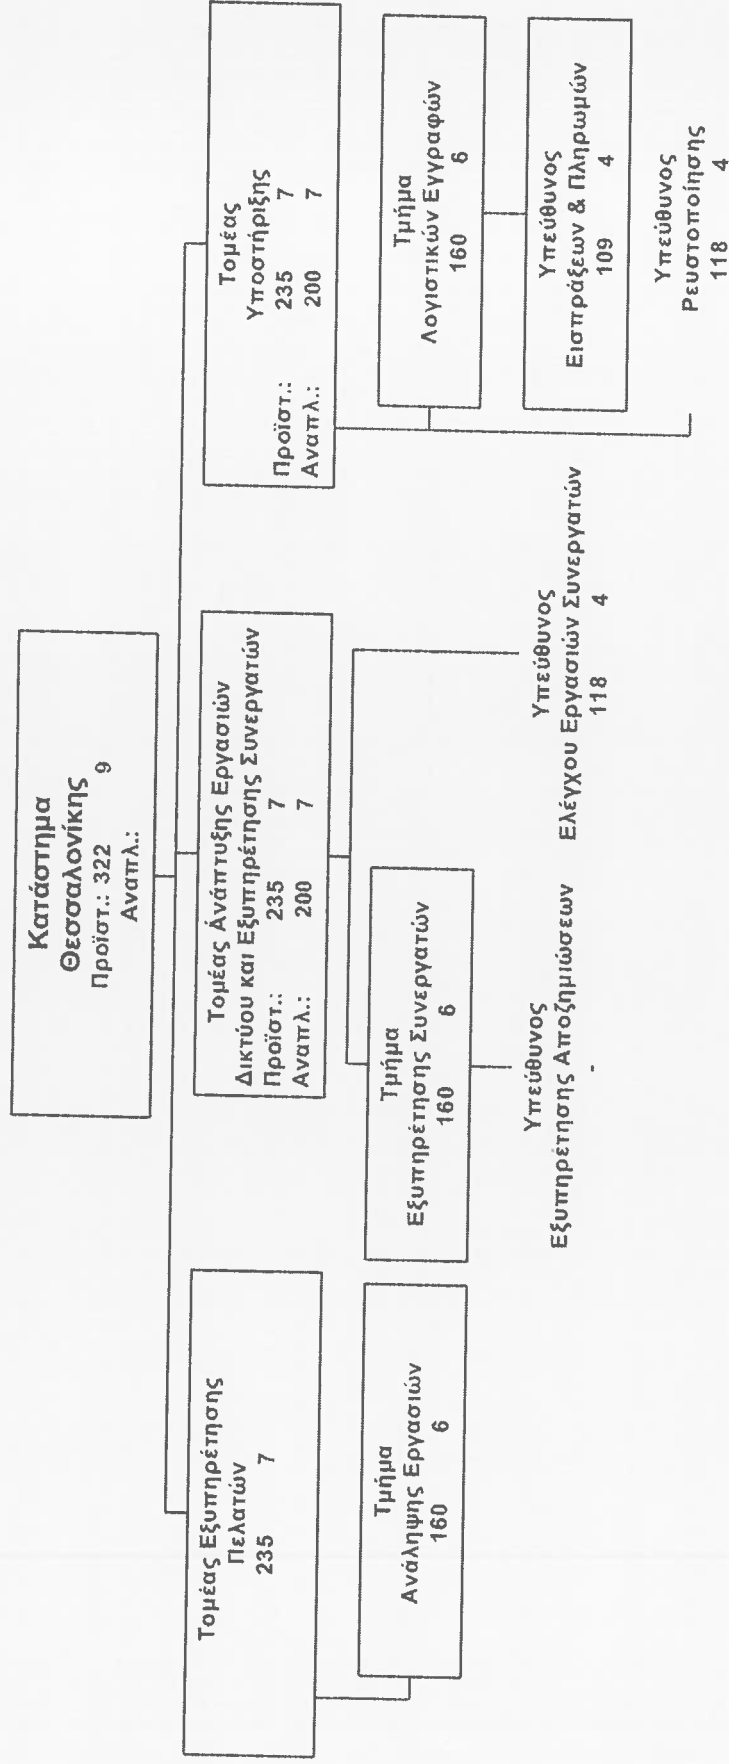 Κατάστημα
Θεσσαλονίκης
Προϊστ.: 322 9
Αναπλ.:
Τομέας Εξυπηρέτησης
Πελατών
235 7
Τμήμα
Ανάληψης Εργασιών
160 6
Τομέας Ανάπτυξης Εργασιών
Δικτύου και Εξυπηρέτησης Συνεργατών
Προϊστ.: 235 7
Αναπλ.: 200 7
Τμήμα
Εξυπηρέτησης Συνεργατών
160 6
Υπεύθυνος
Εξυπηρέτησης Αποζημιώσεων
-
Υπεύθυνος
Ελέγχου Εργασιών Συνεργατών
118 4
Τομέας
Υποστήριξης
Προϊστ.: 235 7
Αναπλ.: 200 7
Τμήμα
Λογιστικών Εγγραφών
160 6
Υπεύθυνος
Εισπράξεων & Πληρωμών
109 4
Υπεύθυνος
Ρευστοποίησης
118 4